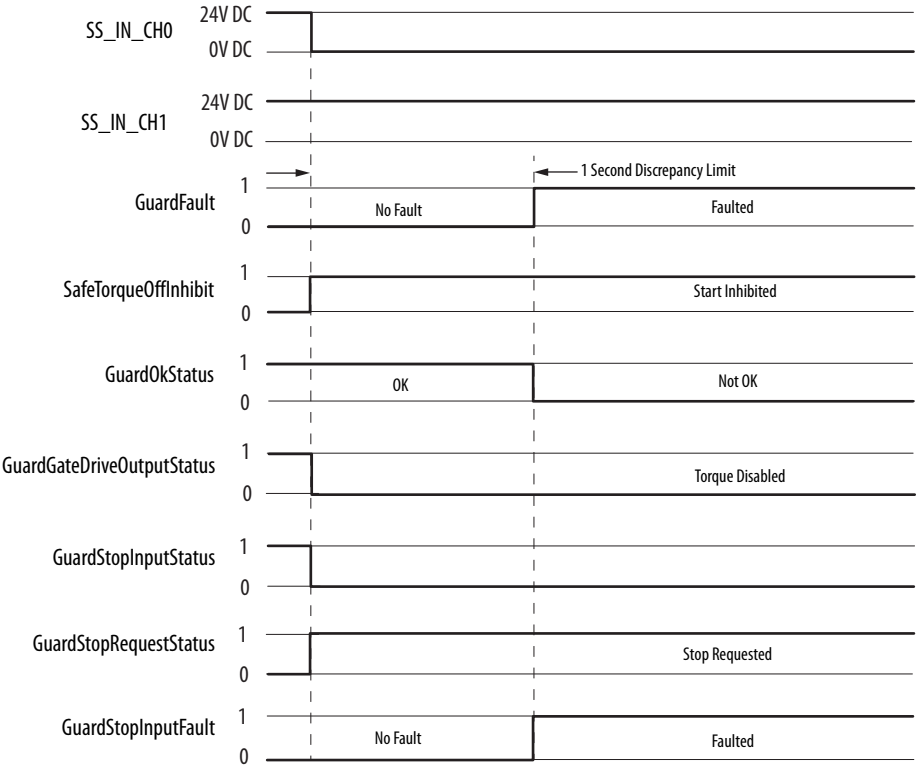 SS_IN_CH0
24V DC
0V DC
SS_IN_CH1
24V DC
0V DC
1 Second Discrepancy Limit
GuardFault
1
0
No Fault
Faulted
SafeTorqueOffInhibit
1
0
Start Inhibited
GuardOkStatus
1
0
OK
Not OK
GuardGateDriveOutputStatus
1
0
Torque Disabled
GuardStopInputStatus
1
0
GuardStopRequestStatus
1
0
Stop Requested
GuardStopInputFault
1
0
No Fault
Faulted